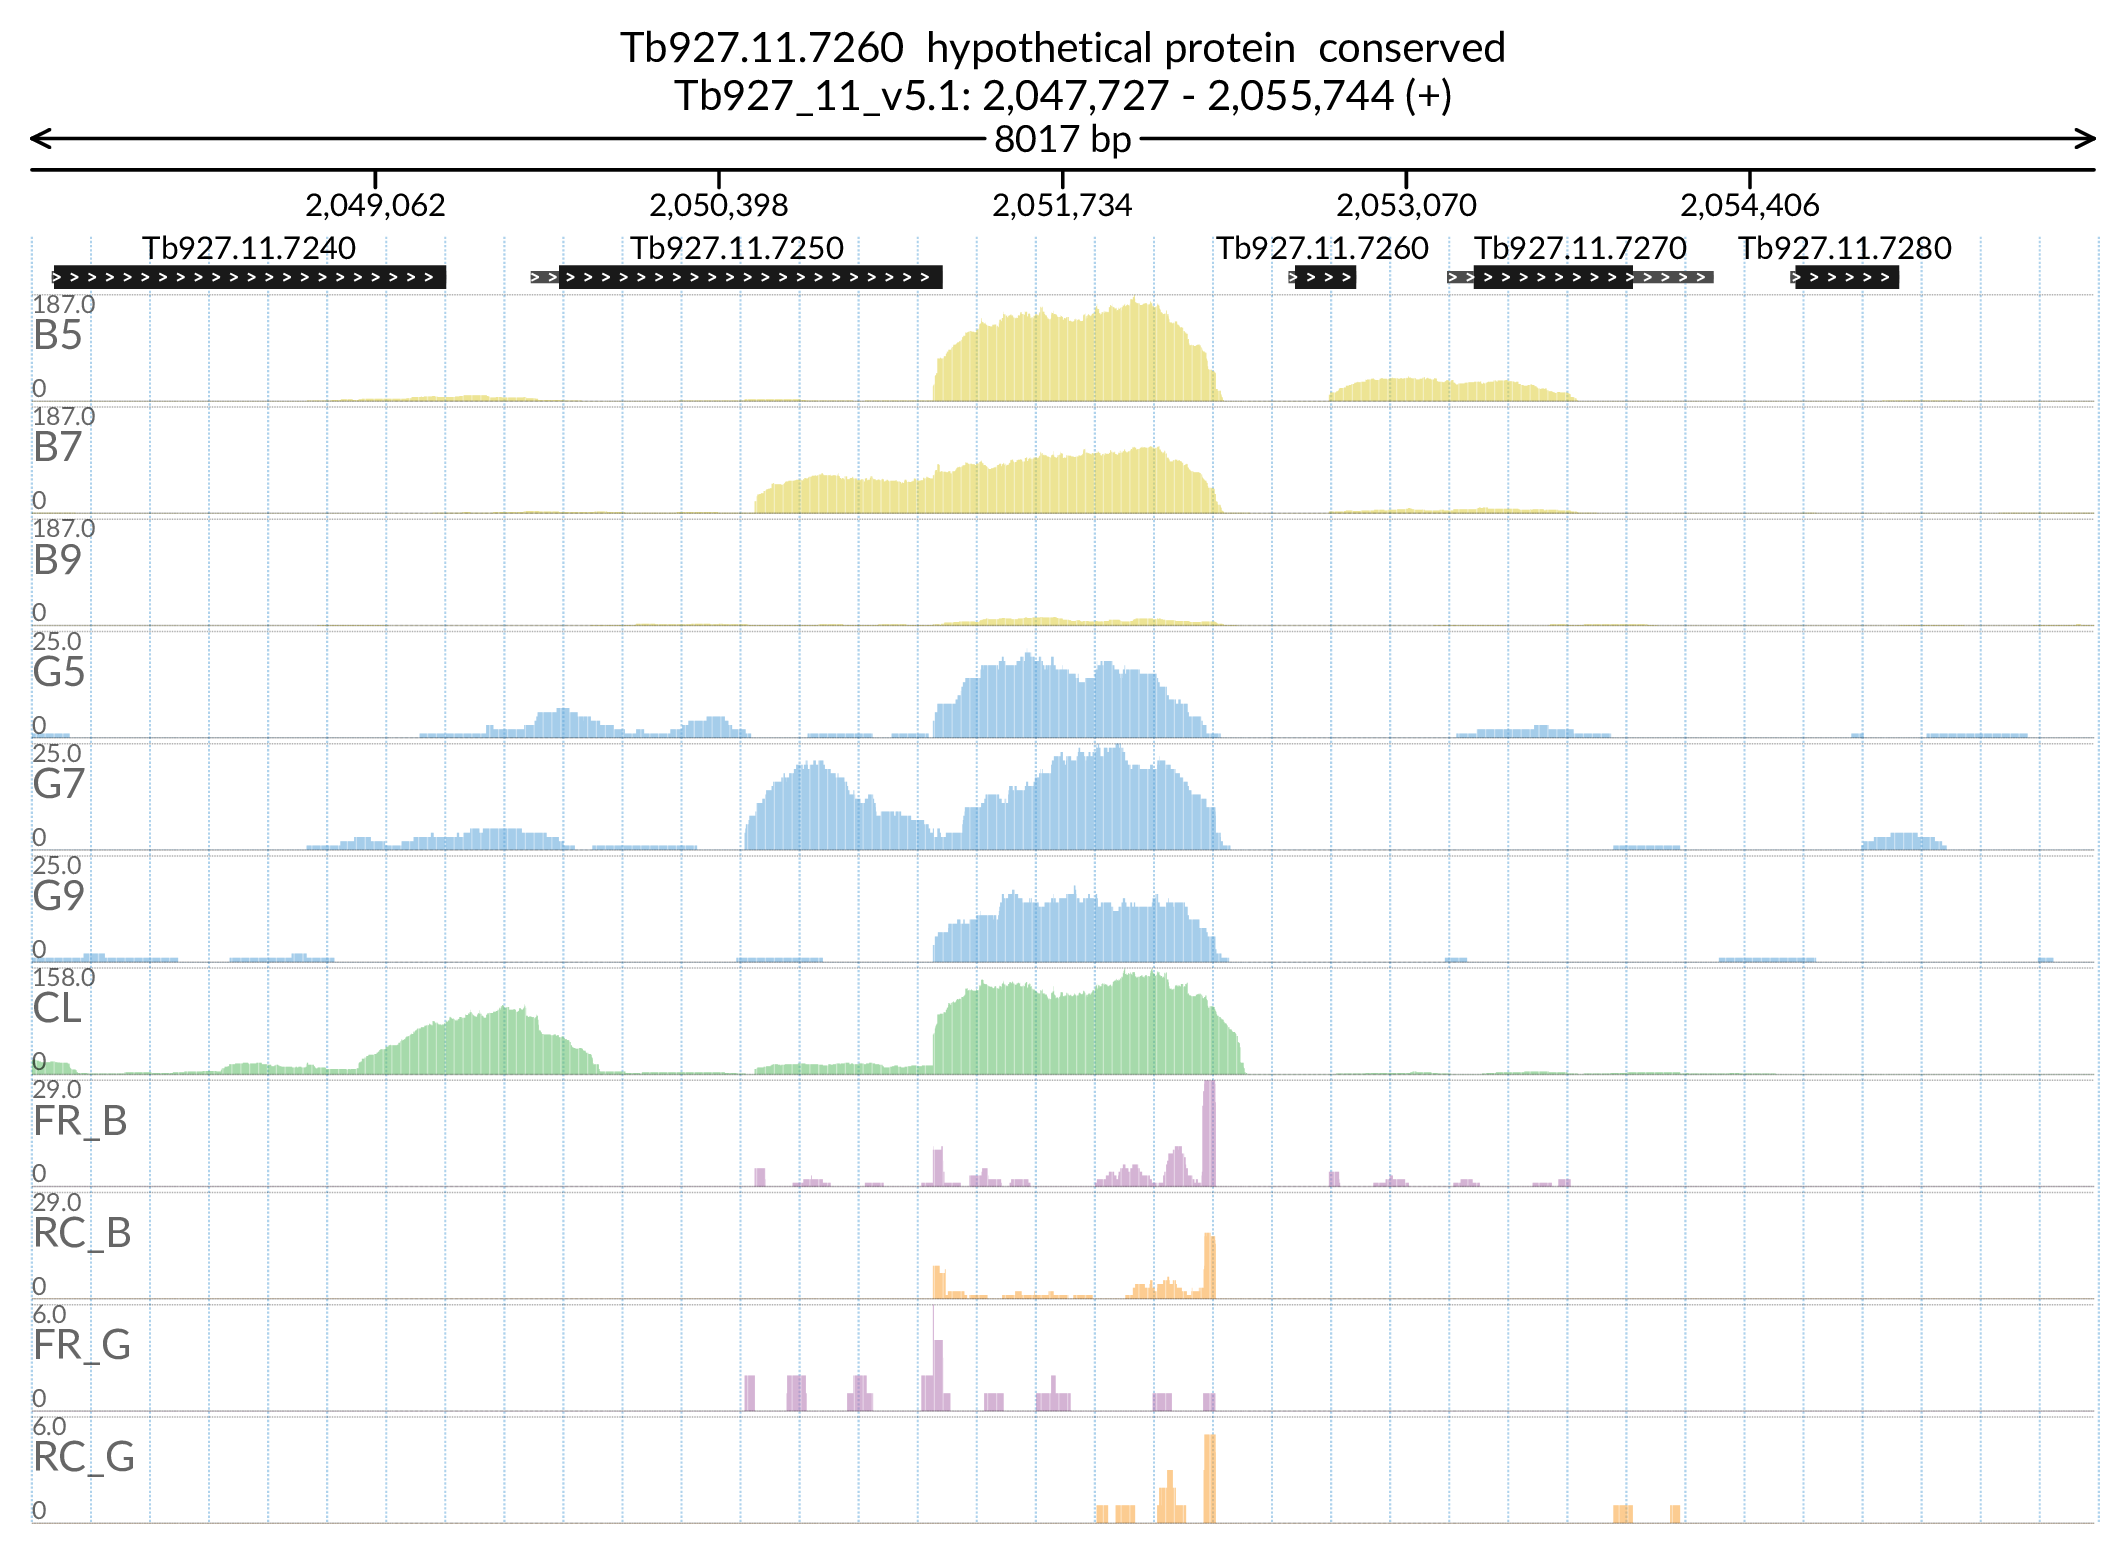 Tb927.11.7260  hypothetical protein  conserved
Tb927_11_v5.1: 2,047,727 - 2,055,744 (+)
8017 bp
2,049,062 2,050,398 2,051,734 2,053,070 2,054,406
Tb927.11.7240 Tb927.11.7250 Tb927.11.7260 Tb927.11.7270 Tb927.11.7280
187.0
B5
0
187.0
B7
0
187.0
B9
0
25.0
G5
0
25.0
G7
0
25.0
G9
0
158.0
CL
0
29.0
FR_B
0
29.0
RC_B
0
6.0
FR_G
0
6.0
RC_G
0